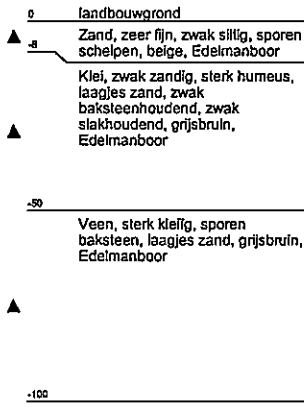 0 landbouwgrond
Zand, zeer fijn, zwak siltig, sporen
-8 schelpen, beige, Edelmanboor
Klei, zwak zandig, sterk humeus,
laagjes zand, zwak
baksteenhoudend, zwak
slakhoudend, grijsbruin,
Edelmanboor
-50
Veen, sterk kleiïg, sporen
baksteen, laagjes zand, grijsbruin,
Edelmanboor
-100